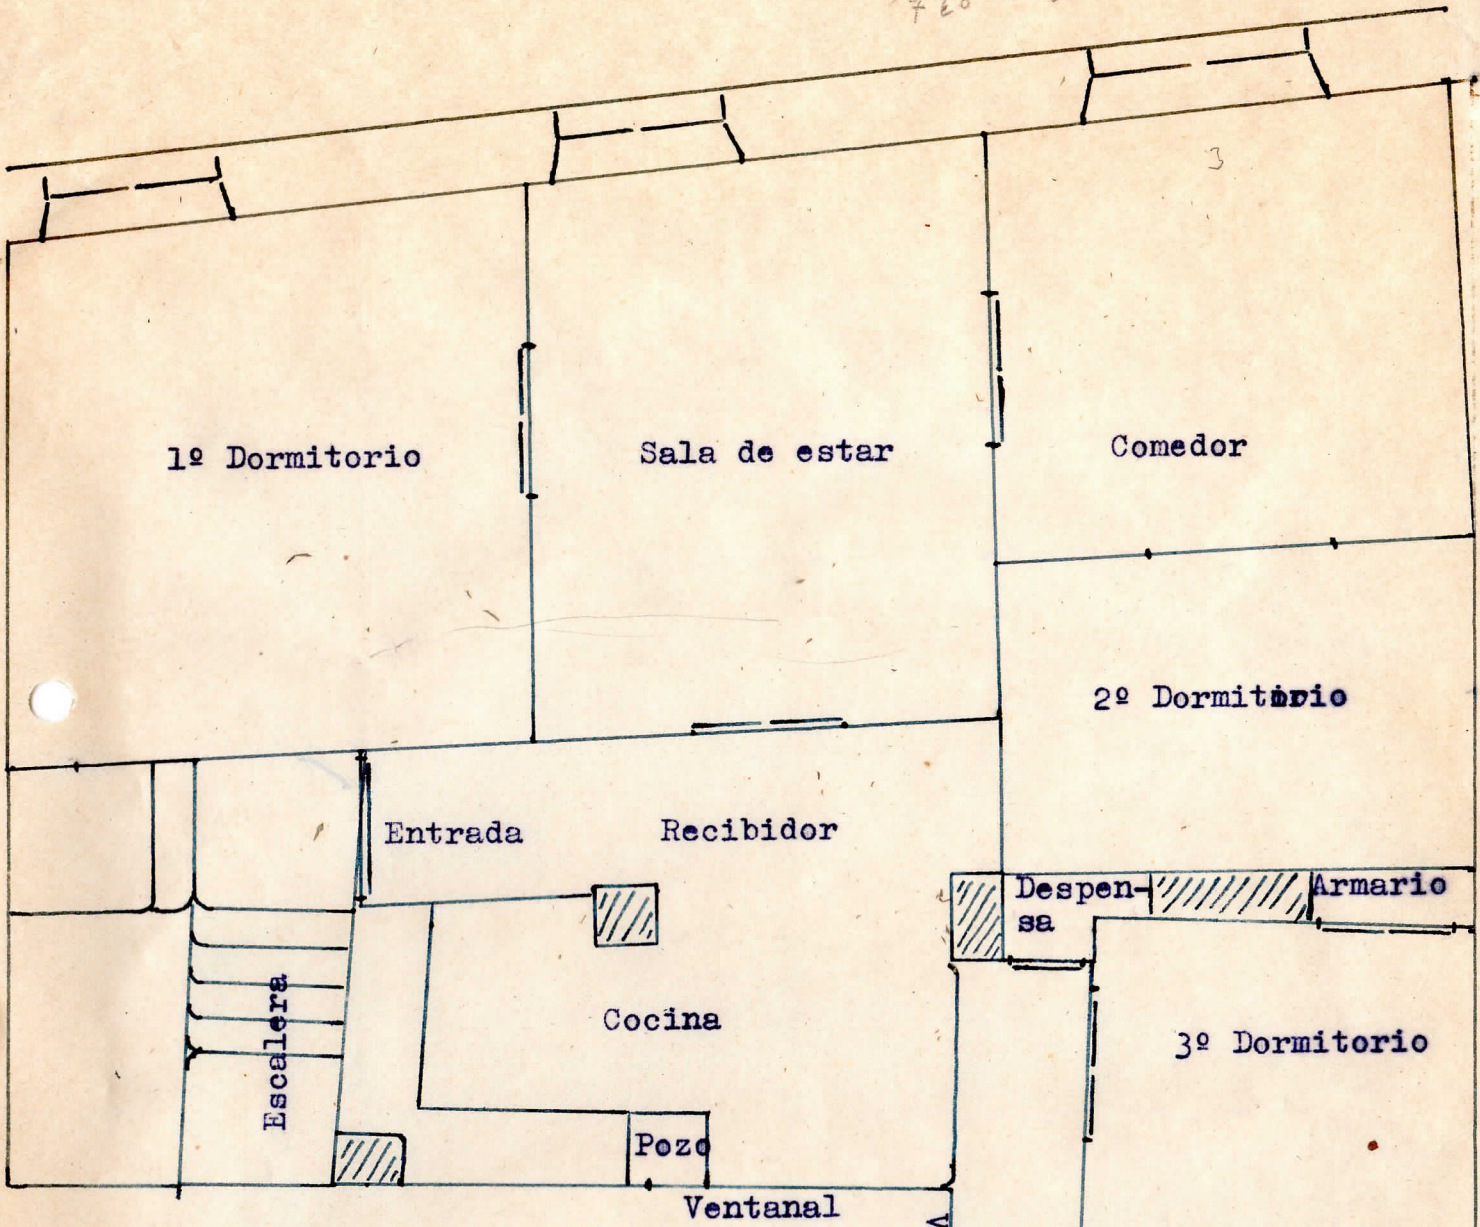 3
1º Dormitorio
Sala de estar
Comedor
2º Dormitorio
Entrada
Recibidor
Despen-
sa
Armario
Escalera
Cocina
3º Dormitorio
Pozo
Ventanal